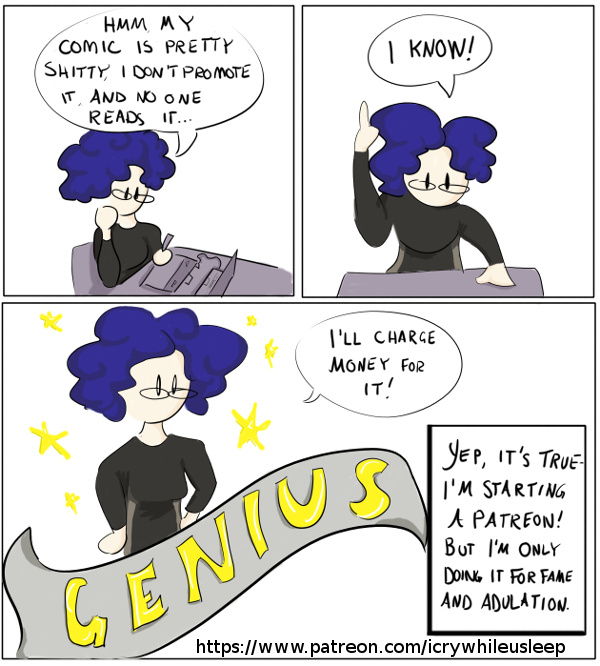 HMM, MY
COMIC IS PRETTY
SHITTY, I DON'T PROMOTE
IT, AND NO ONE
READS IT...
I KNOW!
I'LL CHARGE
MONEY FOR
IT!
GENIUS
YEP, IT'S TRUE-
I'M STARTING
A PATREON!
BUT I'M ONLY
DOING IT FOR FAME
AND ADULATION.
https://www.patreon.com/icrywhileusleep